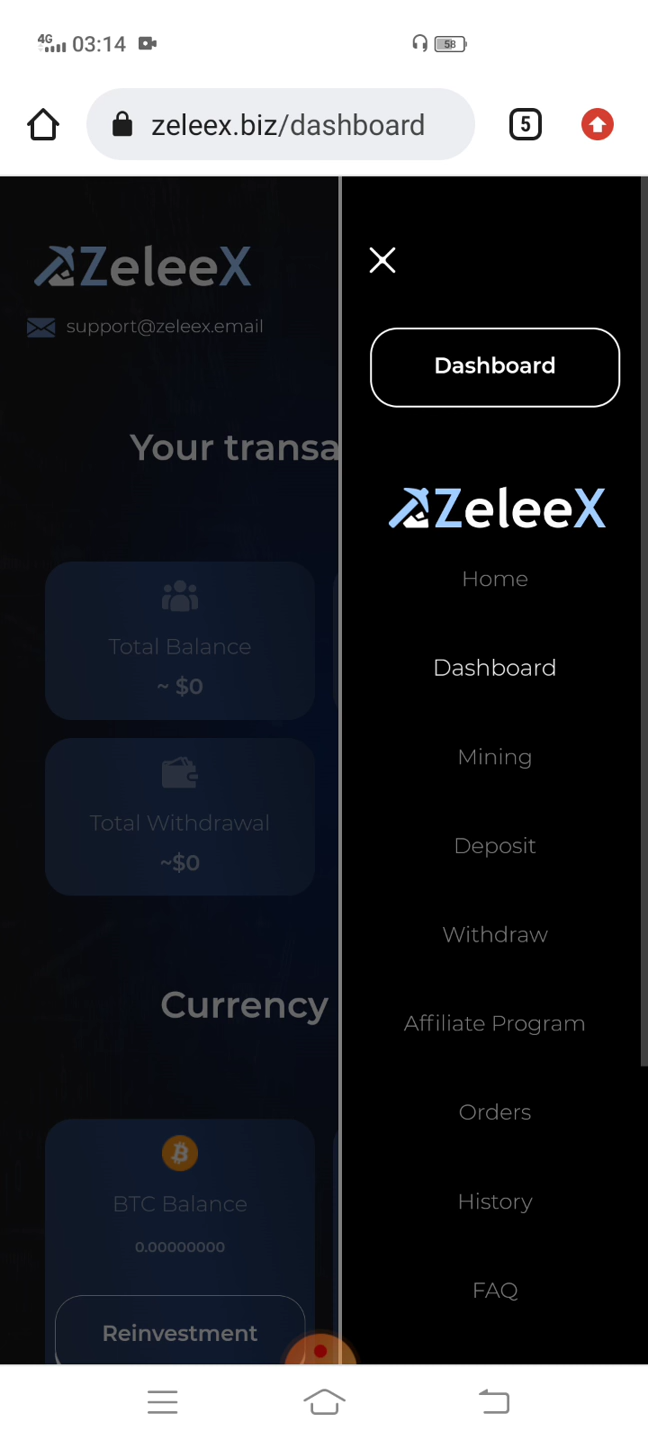 4G 03:14 58
zeleex.biz/dashboard 5
ZeleeX
support@zeleex.email
Your transa
Total Balance
~ $0
Total Withdrawal
~$0
Currency
BTC Balance
0.00000000
Reinvestment
Dashboard
ZeleeX
Home
Dashboard
Mining
Deposit
Withdraw
Affiliate Program
Orders
History
FAQ